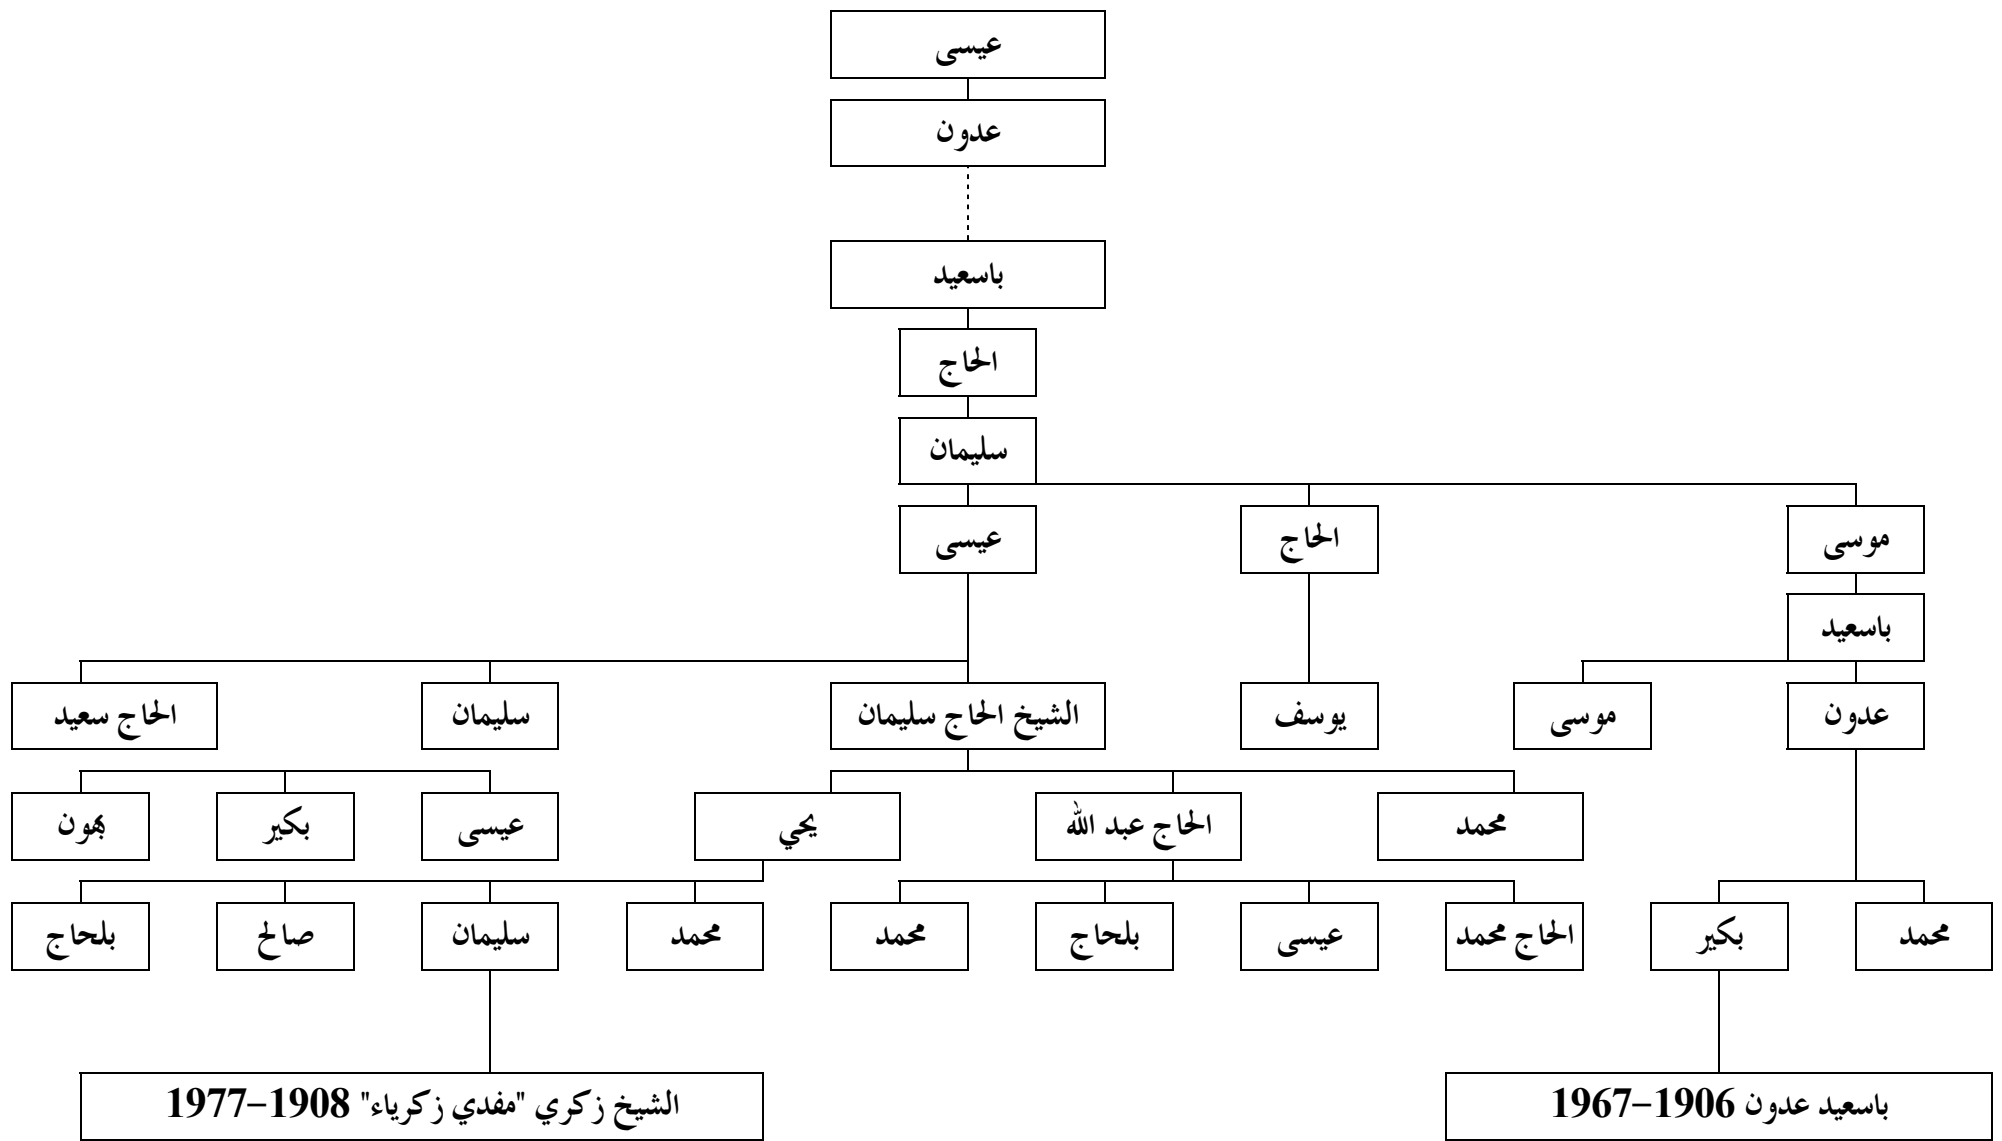 عيسى
عدون
باسعيد
الحاج
سليمان
موسى
الحاج
عيسى
باسعيد
عدون
موسى
يوسف
الشيخ الحاج سليمان
سليمان
الحاج سعيد
محمد
الحاج عبد الله
يحي
عيسى
بكير
بهون
محمد
بكير
الحاج محمد
عيسى
بلحاج
محمد
محمد
سليمان
صالح
بلحاج
باسعيد عدون 1906–1967
الشيخ زكري "مفدي زكرياء" 1908–1977